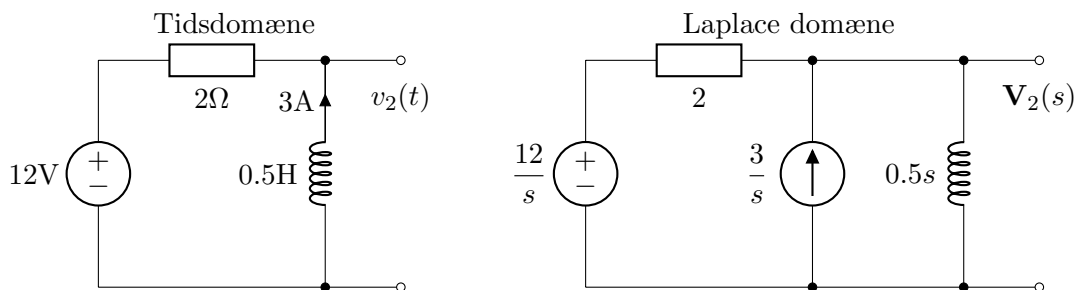 Tidsdomæne
2Ω
3A
v₂(t)
12V
+
−
0.5H
Laplace domæne
2
V₂(s)
12/s
+
−
3/s
0.5s